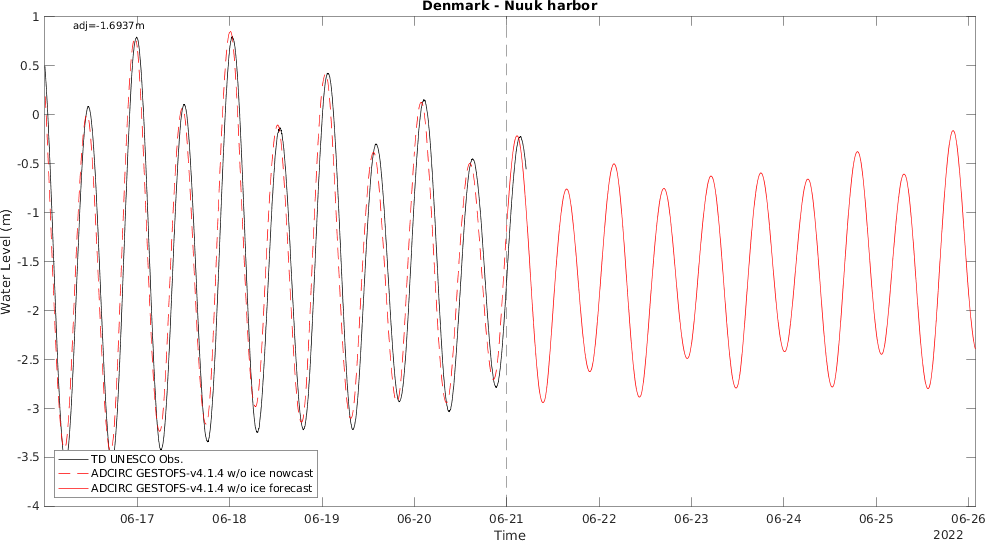 Denmark - Nuuk harbor
adj=-1.6937m
1
0.5
0
-0.5
-1
-1.5
-2
-2.5
-3
-3.5
-4
Water Level (m)
TD UNESCO Obs.
ADCIRC GESTOFS-v4.1.4 w/o ice nowcast
ADCIRC GESTOFS-v4.1.4 w/o ice forecast
06-17 06-18 06-19 06-20 06-21 06-22 06-23 06-24 06-25 06-26
Time
2022